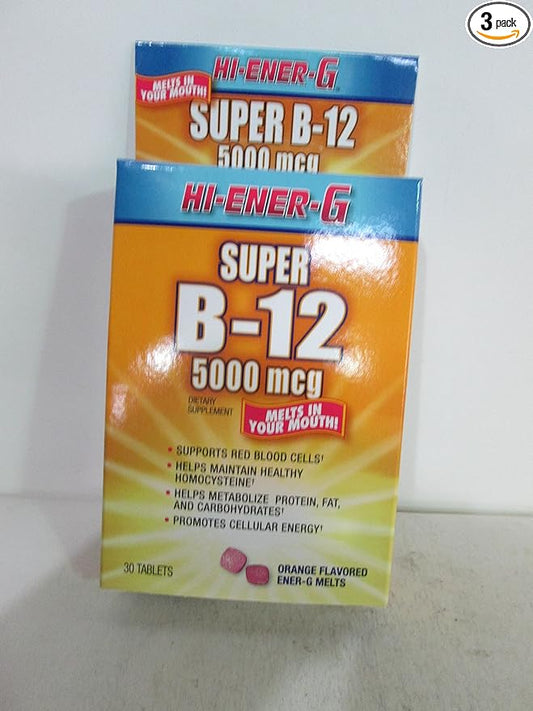 3 pack
HI-ENER-G
MELTS IN
YOUR MOUTH!
SUPER B-12
5000 mcg
HI-ENER-G
SUPER
B-12
5000 mcg
DIETARY
SUPPLEMENT
MELTS IN
YOUR MOUTH!
• SUPPORTS RED BLOOD CELLS†
• HELPS MAINTAIN HEALTHY
HOMOCYSTEINE†
• HELPS METABOLIZE PROTEIN, FAT,
AND CARBOHYDRATES†
• PROMOTES CELLULAR ENERGY†
30 TABLETS
ORANGE FLAVORED
ENER-G MELTS